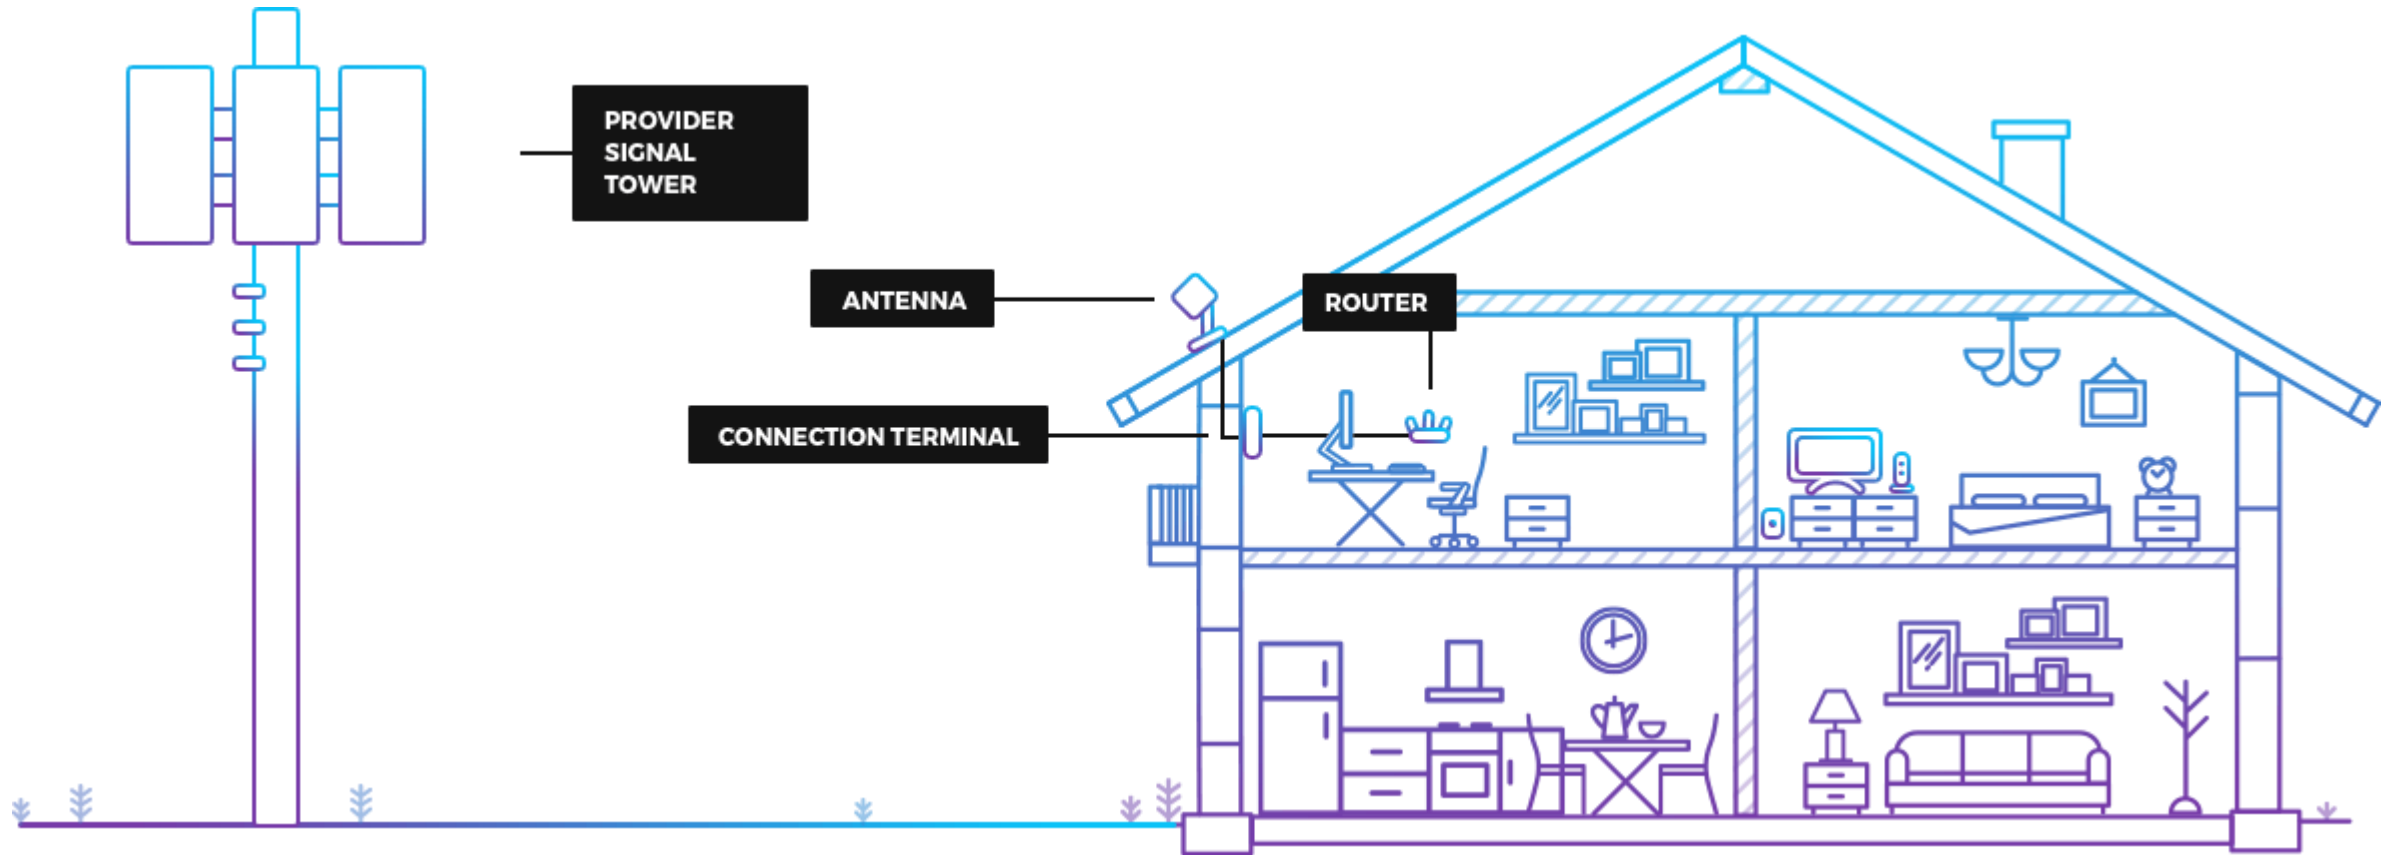 PROVIDER
SIGNAL
TOWER
ANTENNA
ROUTER
CONNECTION TERMINAL